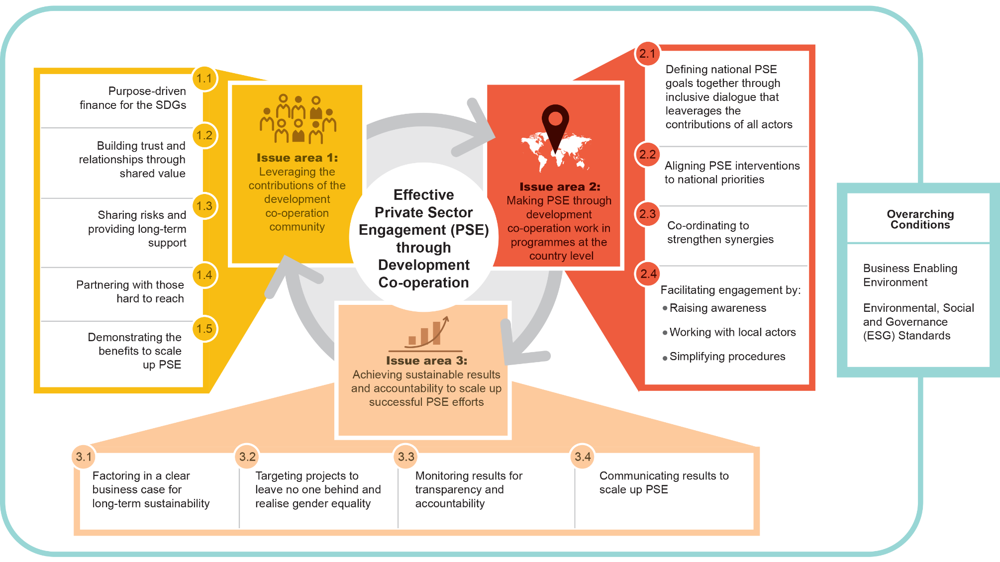 1.1
Purpose-driven
finance for the SDGs
1.2
Building trust and
relationships through
shared value
1.3
Sharing risks and
providing long-term
support
1.4
Partnering with those
hard to reach
1.5
Demonstrating the
benefits to scale
up PSE
Issue area 1:
Leveraging the
contributions of the
development
co-operation
community
Effective
Private Sector
Engagement (PSE)
through
Development
Co-operation
Issue area 2:
Making PSE through
development
co-operation work in
programmes at the
country level
2.1
Defining national PSE
goals together through
inclusive dialogue that
leaverages the
contributions of all actors
2.2
Aligning PSE interventions
to national priorities
2.3
Co-ordinating to
strengthen synergies
2.4
Facilitating engagement by:
• Raising awareness
• Working with local actors
• Simplifying procedures
Issue area 3:
Achieving sustainable results
and accountability to scale up
successful PSE efforts
3.1
Factoring in a clear
business case for
long-term sustainability
3.2
Targeting projects to
leave no one behind and
realise gender equality
3.3
Monitoring results for
transparency and
accountability
3.4
Communicating results to
scale up PSE
Overarching
Conditions
Business Enabling
Environment
Environmental, Social
and Governance
(ESG) Standards